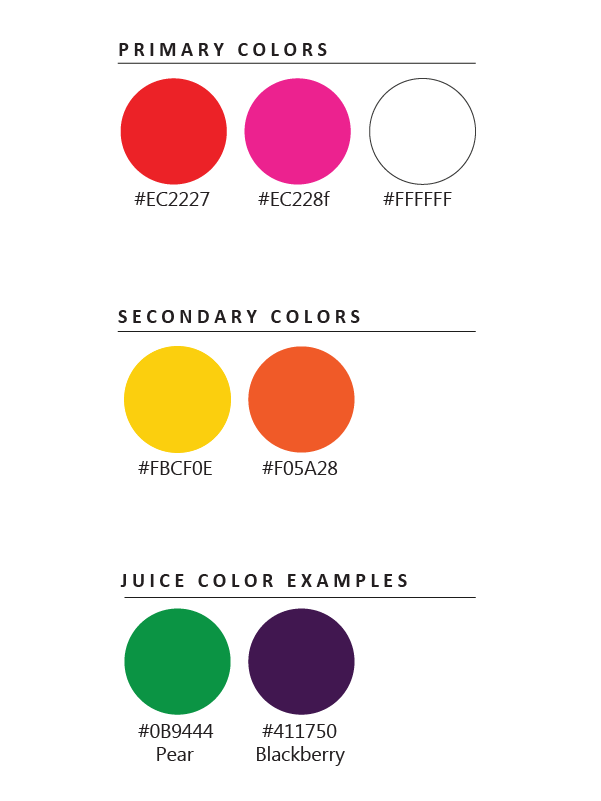 PRIMARY COLORS
#EC2227 #EC228f #FFFFFF
SECONDARY COLORS
#FBCF0E #F05A28
JUICE COLOR EXAMPLES
#0B9444 #411750
Pear Blackberry